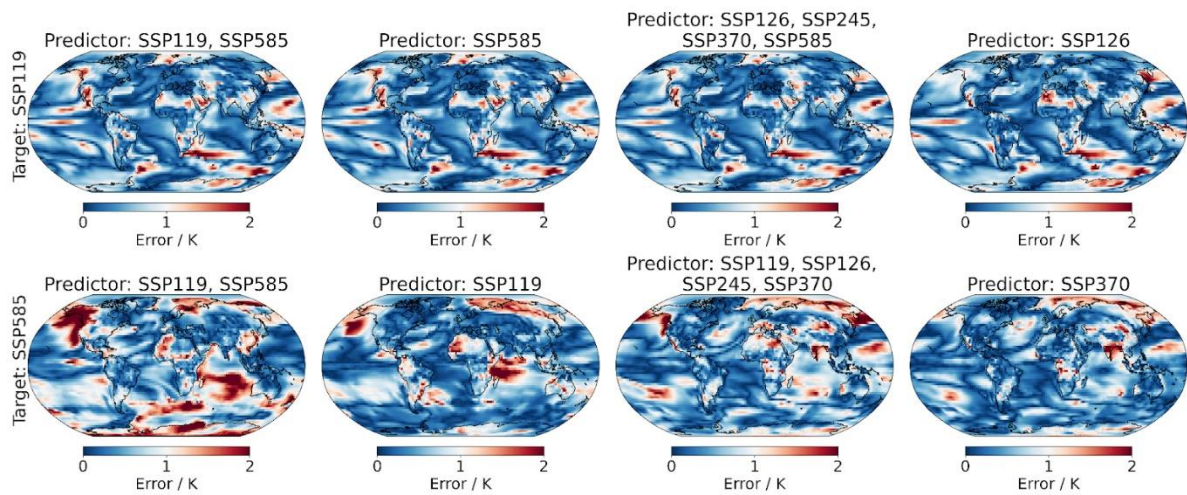 Predictor: SSP119, SSP585
Predictor: SSP585
Predictor: SSP126, SSP245,
SSP370, SSP585
Predictor: SSP126
Target: SSP119
0 1 2
Error / K
0 1 2
Error / K
0 1 2
Error / K
0 1 2
Error / K
Predictor: SSP119, SSP585
Predictor: SSP119
Predictor: SSP119, SSP126,
SSP245, SSP370
Predictor: SSP370
Target: SSP585
0 1 2
Error / K
0 1 2
Error / K
0 1 2
Error / K
0 1 2
Error / K